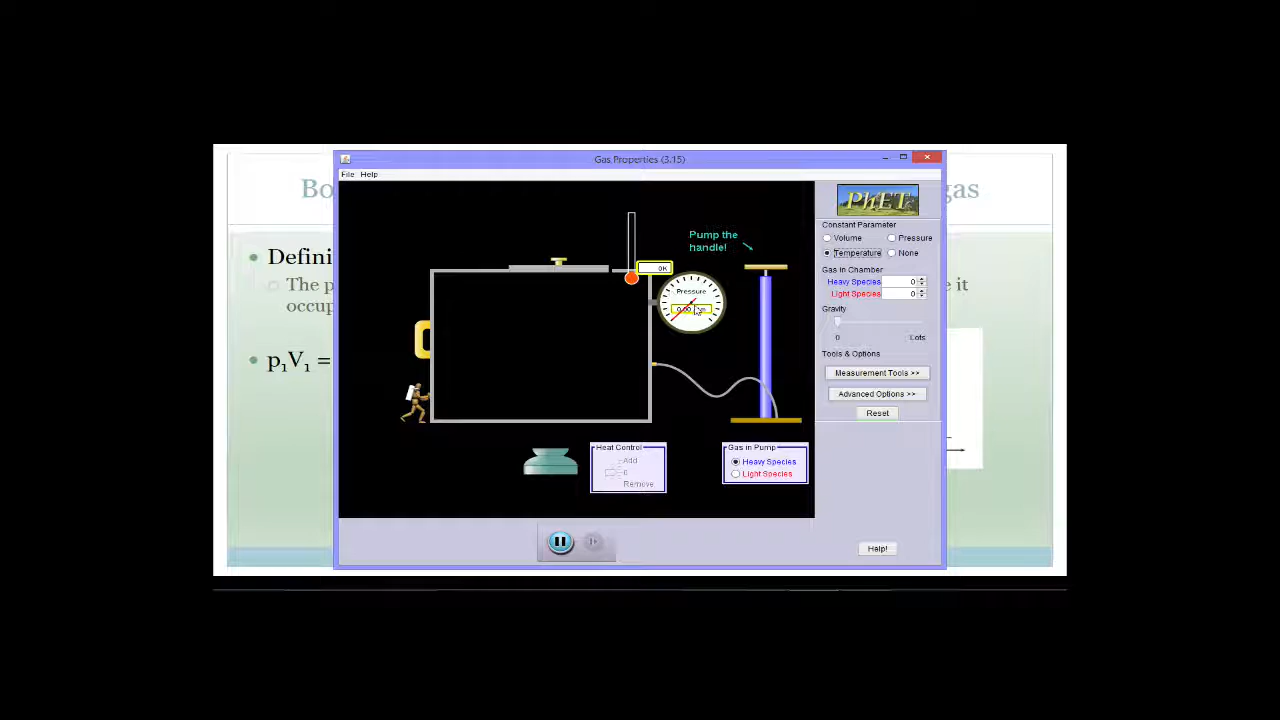 Gas Properties (3.15)
Bo
gas
File Help
PhET
Constant Parameter
Volume Pressure
Temperature None
Gas in Chamber
Heavy Species 0
Light Species 0
Gravity
0 Lots
Tools & Options
Measurement Tools >>
Advanced Options >>
Reset
Help!
Pump the
handle!
0K
Pressure
Heat Control
Add
0
Remove
Gas in Pump
Heavy Species
Light Species
Defini
The p
e it
occup
p₁V₁ =